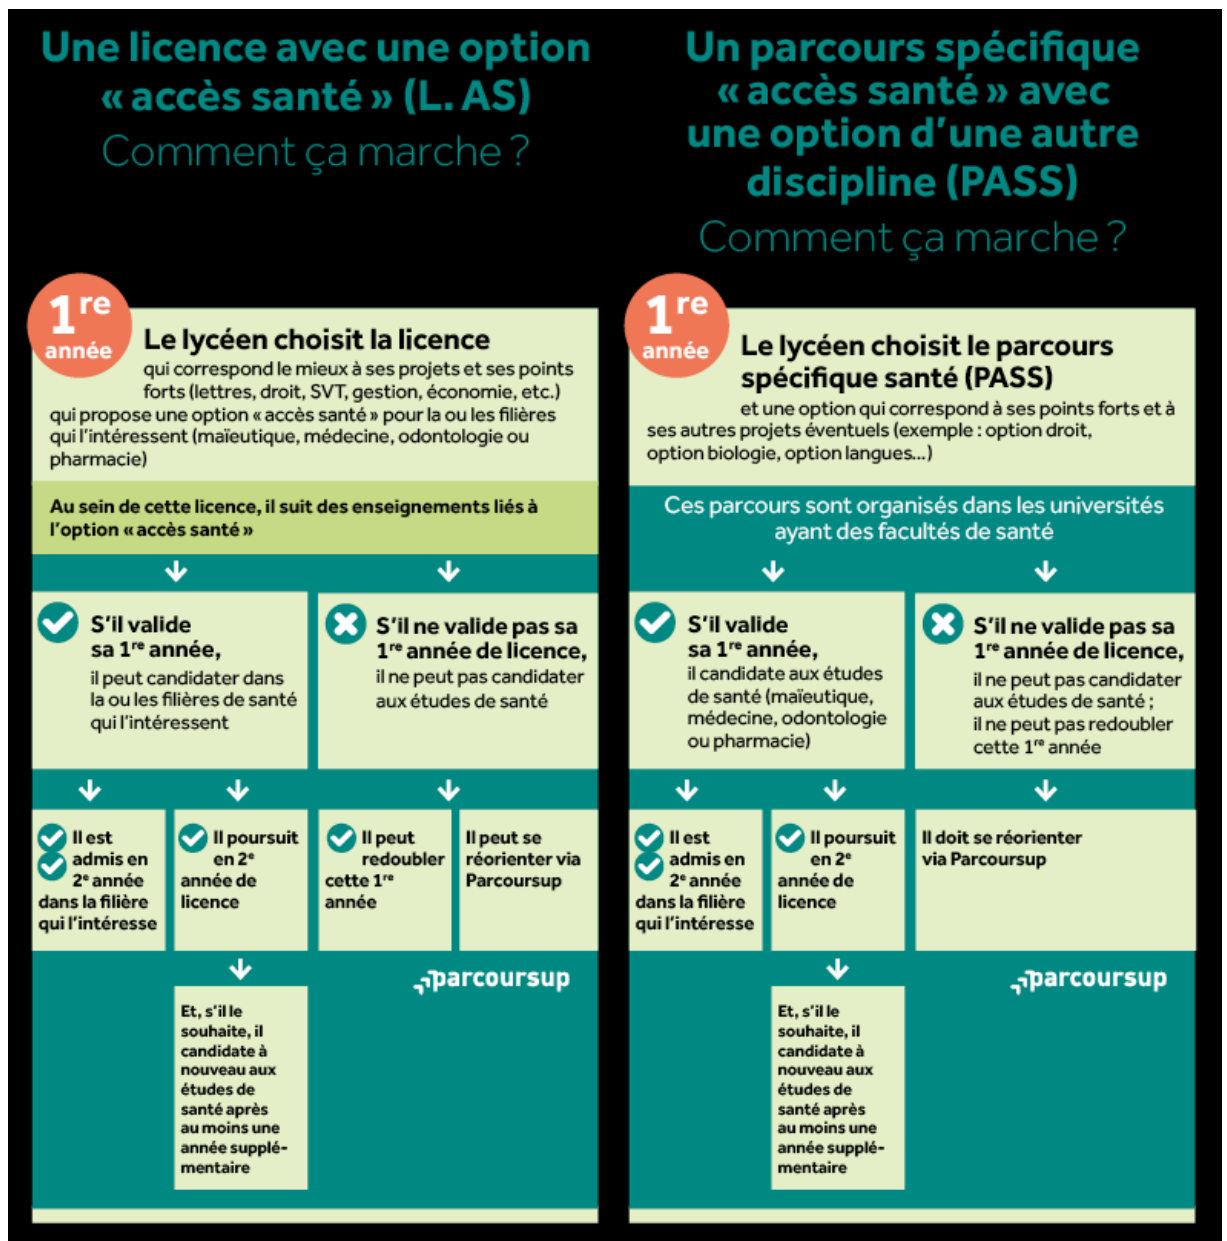 Une licence avec une option
« accès santé » (L. AS)
Comment ça marche ?
1re
année
Le lycéen choisit la licence
qui correspond le mieux à ses projets et ses points
forts (lettres, droit, SVT, gestion, économie, etc.)
qui propose une option « accès santé » pour la ou les filières
qui l'intéressent (maïeutique, médecine, odontologie ou
pharmacie)
Au sein de cette licence, il suit des enseignements liés à
l'option « accès santé »
S'il valide
sa 1re année,
il peut candidater dans
la ou les filières de santé
qui l'intéressent
S'il ne valide pas sa
1re année de licence,
il ne peut pas candidater
aux études de santé
Il est
admis en
2e année
dans la filière
qui l'intéresse
Il poursuit
en 2e
année de
licence
Il peut
redoubler
cette 1re
année
Il peut se
réorienter via
Parcoursup
Et, s'il le
souhaite, il
candidate à
nouveau aux
études de
santé après
au moins une
année supplé-
mentaire
parcoursup
Un parcours spécifique
« accès santé » avec
une option d'une autre
discipline (PASS)
Comment ça marche ?
1re
année
Le lycéen choisit le parcours
spécifique santé (PASS)
et une option qui correspond à ses points forts et à
ses autres projets éventuels (exemple : option droit,
option biologie, option langues...)
Ces parcours sont organisés dans les universités
ayant des facultés de santé
S'il valide
sa 1re année,
il candidate aux études
de santé (maïeutique,
médecine, odontologie
ou pharmacie)
S'il ne valide pas sa
1re année de licence,
il ne peut pas candidater
aux études de santé ;
il ne peut pas redoubler
cette 1re année
Il est
admis en
2e année
dans la filière
qui l'intéresse
Il poursuit
en 2e
année de
licence
Il doit se réorienter
via Parcoursup
Et, s'il le
souhaite, il
candidate à
nouveau aux
études de
santé après
au moins une
année supplé-
mentaire
parcoursup